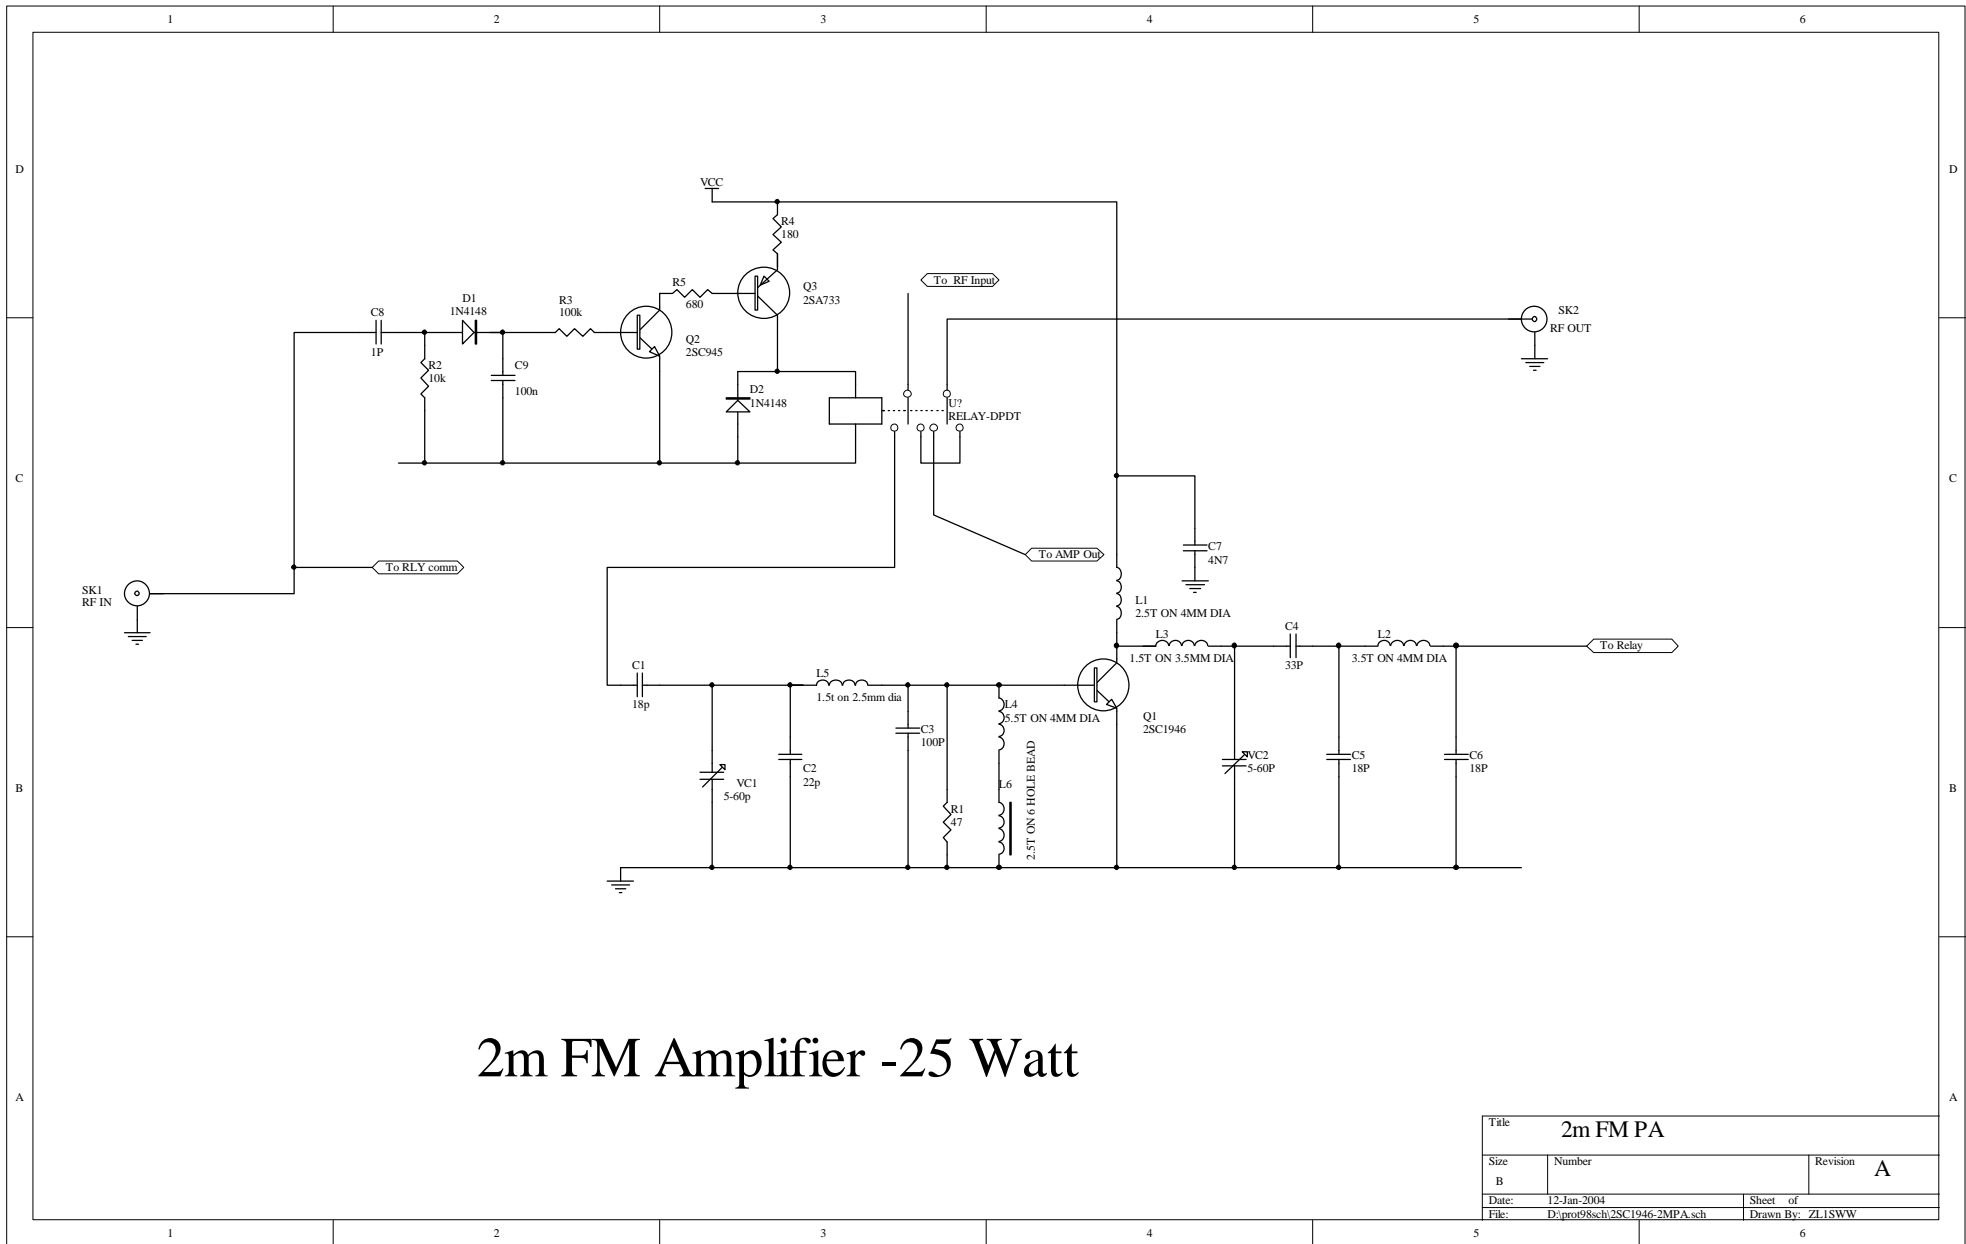 1 2 3 4 5 6
D
D
VCC
R4
180
To RF Input
Q3
2SA733
R5
680
D1
1N4148
R3
100k
C8
1P
Q2
2SC945
SK2
RF OUT
R2
10k
C9
100n
D2
1N4148
U?
RELAY-DPDT
C
C
To RLY comm
To AMP Out
C7
4N7
SK1
RF IN
L1
2.5T ON 4MM DIA
L3
1.5T ON 3.5MM DIA
C4
33P
L2
3.5T ON 4MM DIA
To Relay
C1
18p
L5
1.5t on 2.5mm dia
L4
5.5T ON 4MM DIA
Q1
2SC1946
C3
100P
VC1
5-60p
C2
22p
L6
2.5T ON 6 HOLE BEAD
R1
47
VC2
5-60P
C5
18P
C6
18P
B
B
2m FM Amplifier -25 Watt
A
A
Title
2m FM PA
Size
B
Number
Revision
A
Date: 12-Jan-2004
Sheet of
File: D:\prot98sch\2SC1946-2MPA.sch
Drawn By: ZL1SWW
1 2 3 4 5 6